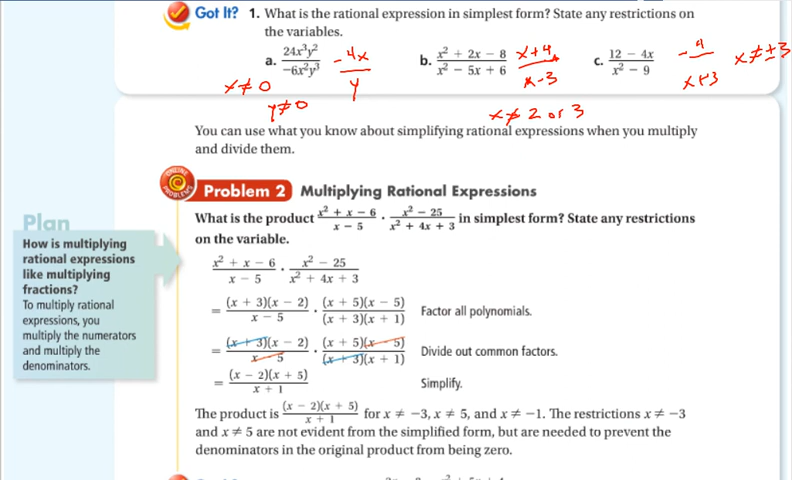 Got It? 1. What is the rational expression in simplest form? State any restrictions on
the variables.
a. 24x³y² / −6x²y³ −4x / y b. x² + 2x − 8 / x² − 5x + 6 x+4 / x−3 c. 12 − 4x / x² − 9 −4 / x+3 x≠±3
x≠0
y≠0 x≠2 or 3
You can use what you know about simplifying rational expressions when you multiply
and divide them.
ONLINE PROBLEMS
Problem 2 Multiplying Rational Expressions
What is the product x² + x − 6 / x − 5 · x² − 25 / x² + 4x + 3 in simplest form? State any restrictions
on the variable.
Plan
How is multiplying
rational expressions
like multiplying
fractions?
To multiply rational
expressions, you
multiply the numerators
and multiply the
denominators.
x² + x − 6 / x − 5 · x² − 25 / x² + 4x + 3
= (x + 3)(x − 2) / x − 5 · (x + 5)(x − 5) / (x + 3)(x + 1) Factor all polynomials.
= (x + 3)(x − 2) / x − 5 · (x + 5)(x − 5) / (x + 3)(x + 1) Divide out common factors.
= (x − 2)(x + 5) / x + 1 Simplify.
The product is (x − 2)(x + 5) / x + 1 for x ≠ −3, x ≠ 5, and x ≠ −1. The restrictions x ≠ −3
and x ≠ 5 are not evident from the simplified form, but are needed to prevent the
denominators in the original product from being zero.